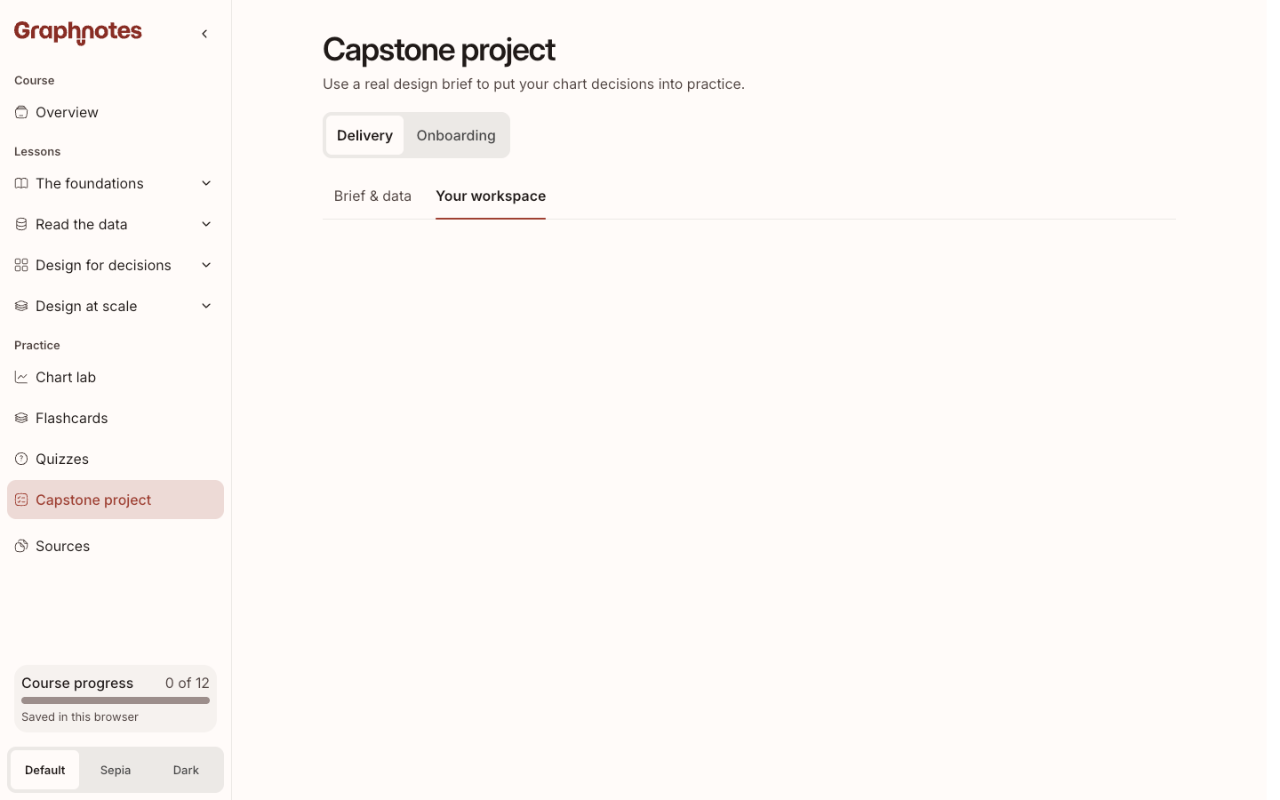 Graphnotes
Course
Overview
Lessons
The foundations
Read the data
Design for decisions
Design at scale
Practice
Chart lab
Flashcards
Quizzes
Capstone project
Sources
Course progress 0 of 12
Saved in this browser
Default Sepia Dark
Capstone project
Use a real design brief to put your chart decisions into practice.
Delivery Onboarding
Brief & data Your workspace